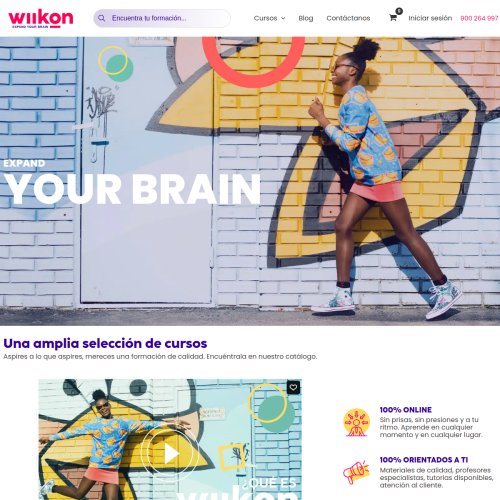 wiikon
EXPAND YOUR BRAIN
Encuentra tu formación...
Cursos
Blog
Contáctanos
0
Iniciar sesión
900 264 997
EXPAND
YOUR BRAIN
Una amplia selección de cursos
Aspires a lo que aspires, mereces una formación de calidad. Encuéntrala en nuestro catálogo.
¿QUÉ ES
wiikon
100% ONLINE
Sin prisas, sin presiones y a tu
ritmo. Aprende en cualquier
momento y en cualquier lugar.
100% ORIENTADOS A TI
Materiales de calidad, profesores
especialistas, tutorías disponibles,
atención al cliente.